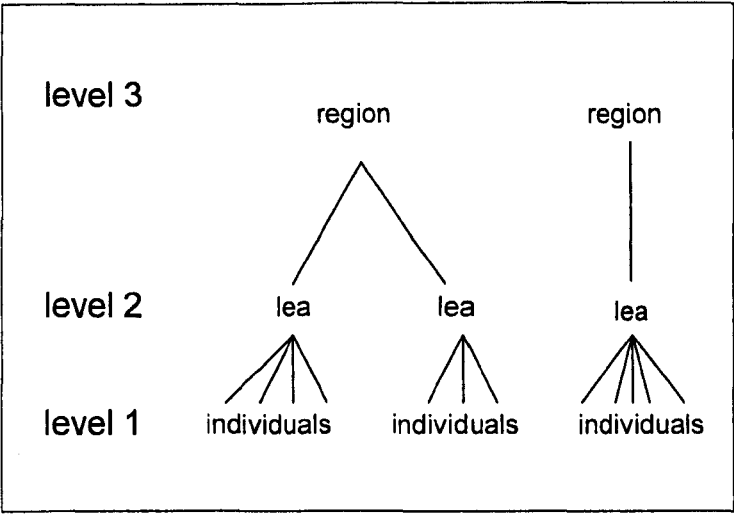 level 3
region region
level 2
lea lea lea
level 1
individuals individuals individuals